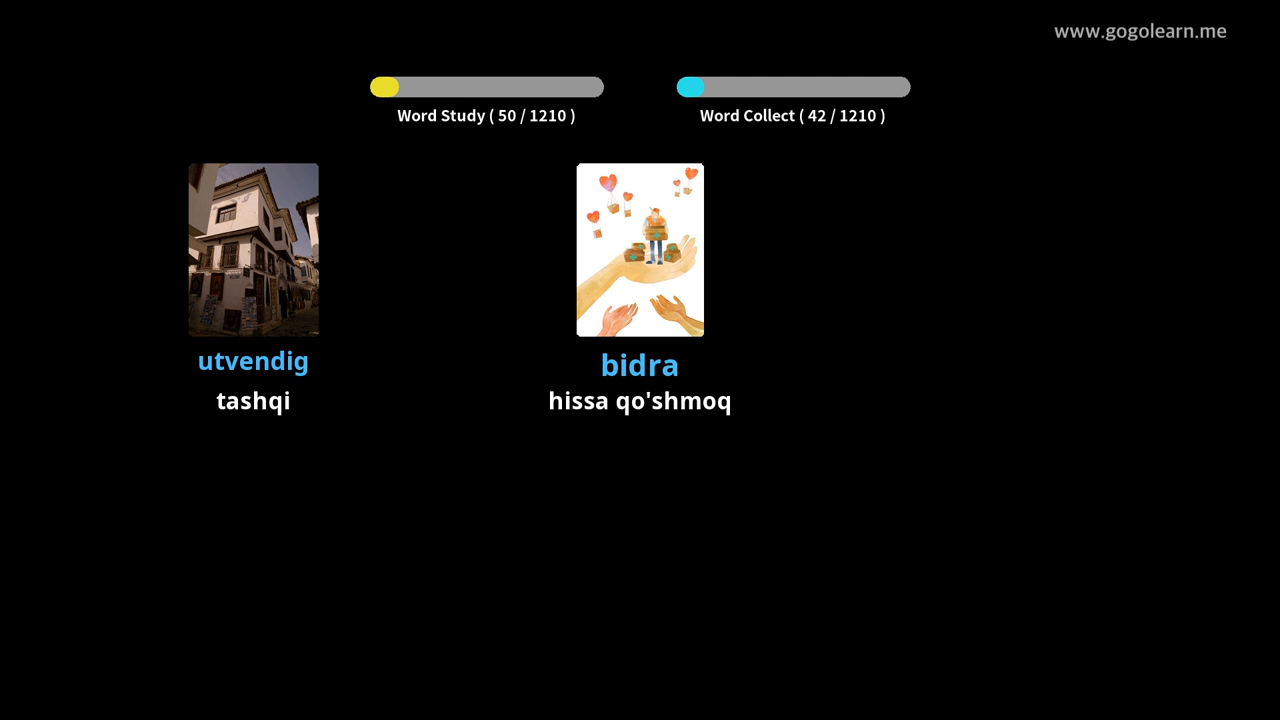 www.gogolearn.me
Word Study ( 50 / 1210 )
Word Collect ( 42 / 1210 )
utvendig
tashqi
bidra
hissa qo'shmoq